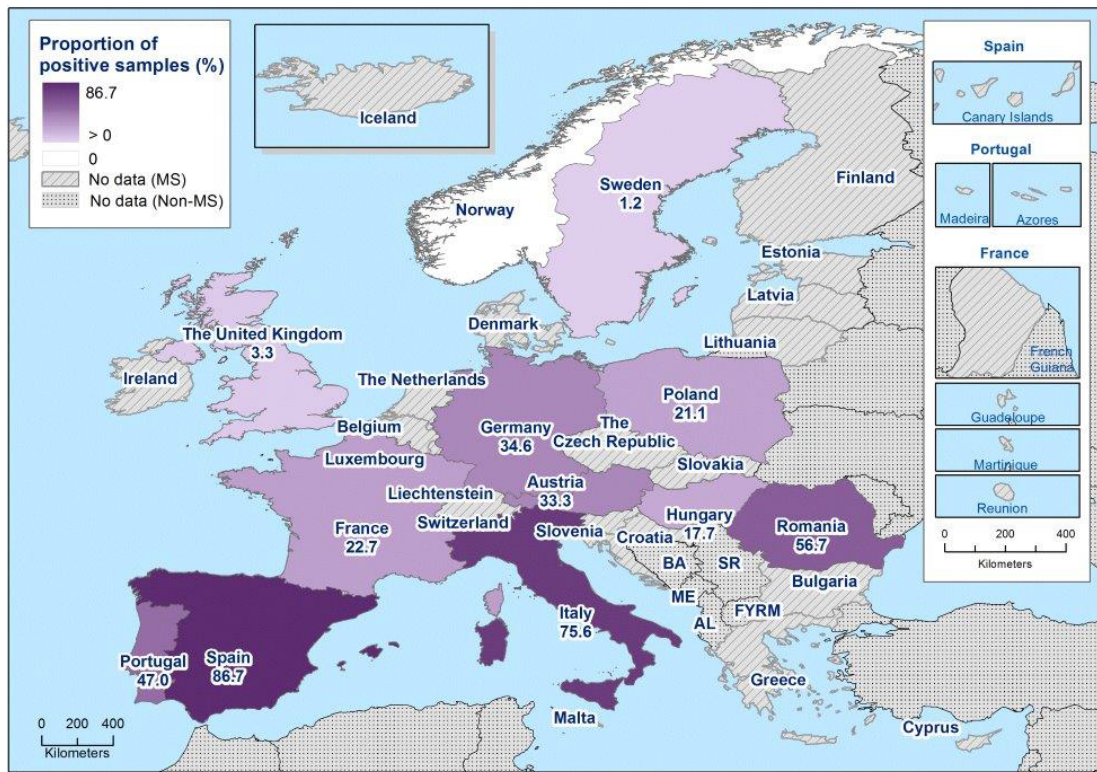 Proportion of
positive samples (%)
86.7
> 0
0
No data (MS)
No data (Non-MS)
Iceland
Norway
Sweden
1.2
Finland
Estonia
Latvia
Lithuania
Denmark
The United Kingdom
3.3
Ireland
The Netherlands
Belgium
Luxembourg
Germany
34.6
Poland
21.1
The
Czech Republic
Slovakia
Austria
33.3
Liechtenstein
Switzerland
Slovenia
France
22.7
Hungary
17.7
Croatia
Romania
56.7
BA
SR
Bulgaria
ME
FYRM
AL
Italy
75.6
Portugal
47.0
Spain
86.7
Greece
Malta
Cyprus
0 200 400
Kilometers
Spain
Canary Islands
Portugal
Madeira
Azores
France
French
Guiana
Guadeloupe
Martinique
Reunion
0 200 400
Kilometers